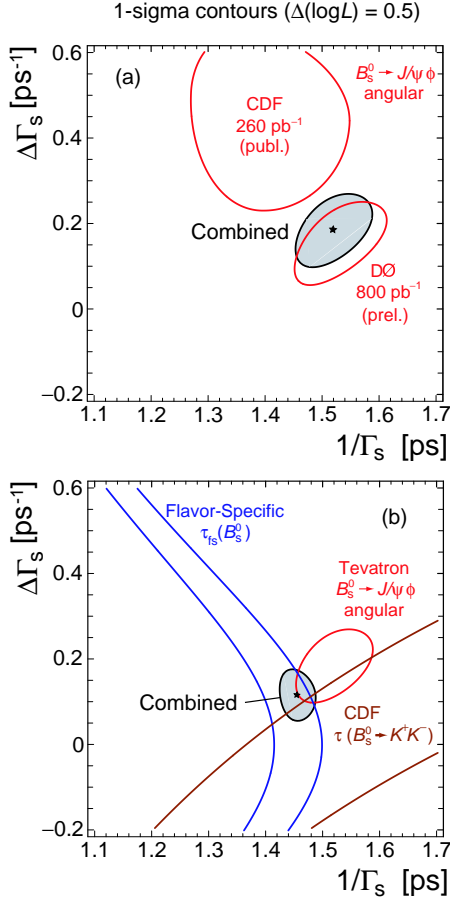 1-sigma contours (Δ(logL) = 0.5)
0.6
0.4
0.2
0
−0.2
ΔΓs [ps-1]
(a)
CDF
260 pb−1
(publ.)
B0s → J/ψ φ
angular
Combined
DØ
800 pb−1
(prel.)
1.1 1.2 1.3 1.4 1.5 1.6 1.7
1/Γs [ps]
0.6
0.4
0.2
0
−0.2
ΔΓs [ps-1]
(b)
Flavor-Specific
τfs(B0s)
Tevatron
B0s → J/ψ φ
angular
Combined
CDF
τ (B0s → K+K−)
1.1 1.2 1.3 1.4 1.5 1.6 1.7
1/Γs [ps]